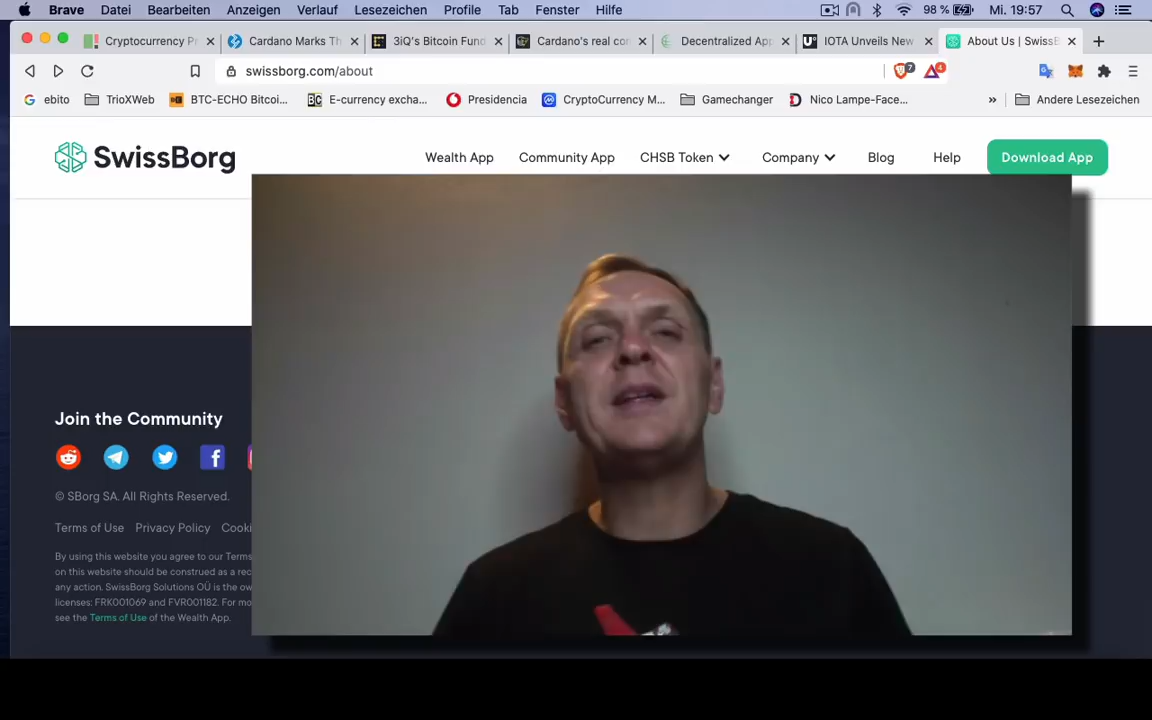 Brave Datei Bearbeiten Anzeigen Verlauf Lesezeichen Profile Tab Fenster Hilfe 98 % Mi. 19:57
Cryptocurrency Pr Cardano Marks Th 3iQ's Bitcoin Fund Cardano's real con Decentralized App IOTA Unveils New About Us | SwissB
swissborg.com/about 7 4
ebito TrioXWeb BTC-ECHO Bitcoi... E-currency excha... Presidencia CryptoCurrency M... Gamechanger Nico Lampe-Face... » Andere Lesezeichen
SwissBorg Wealth App Community App CHSB Token Company Blog Help Download App
Join the Community
© SBorg SA. All Rights Reserved.
Terms of Use Privacy Policy Cooki
By using this website you agree to our Terms
on this website should be construed as a rec
any action. SwissBorg Solutions OÜ is the ow
licenses: FRK001069 and FVR001182. For mo
see the Terms of Use of the Wealth App.